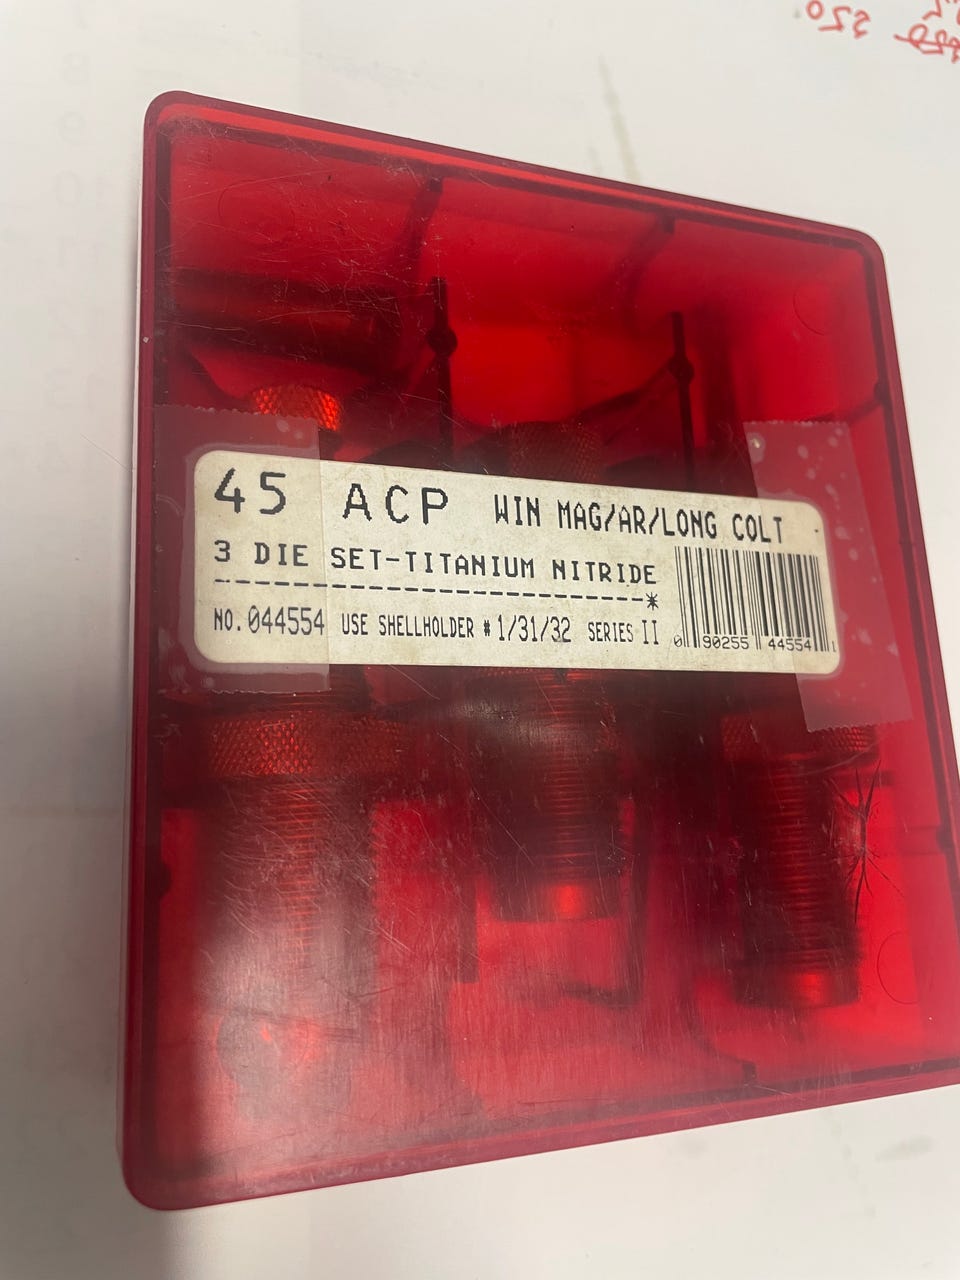 45 ACP WIN MAG/AR/LONG COLT
3 DIE SET-TITANIUM NITRIDE
------------------------------*
NO. 044554 USE SHELLHOLDER # 1/31/32 SERIES II
0 90255 44554 1